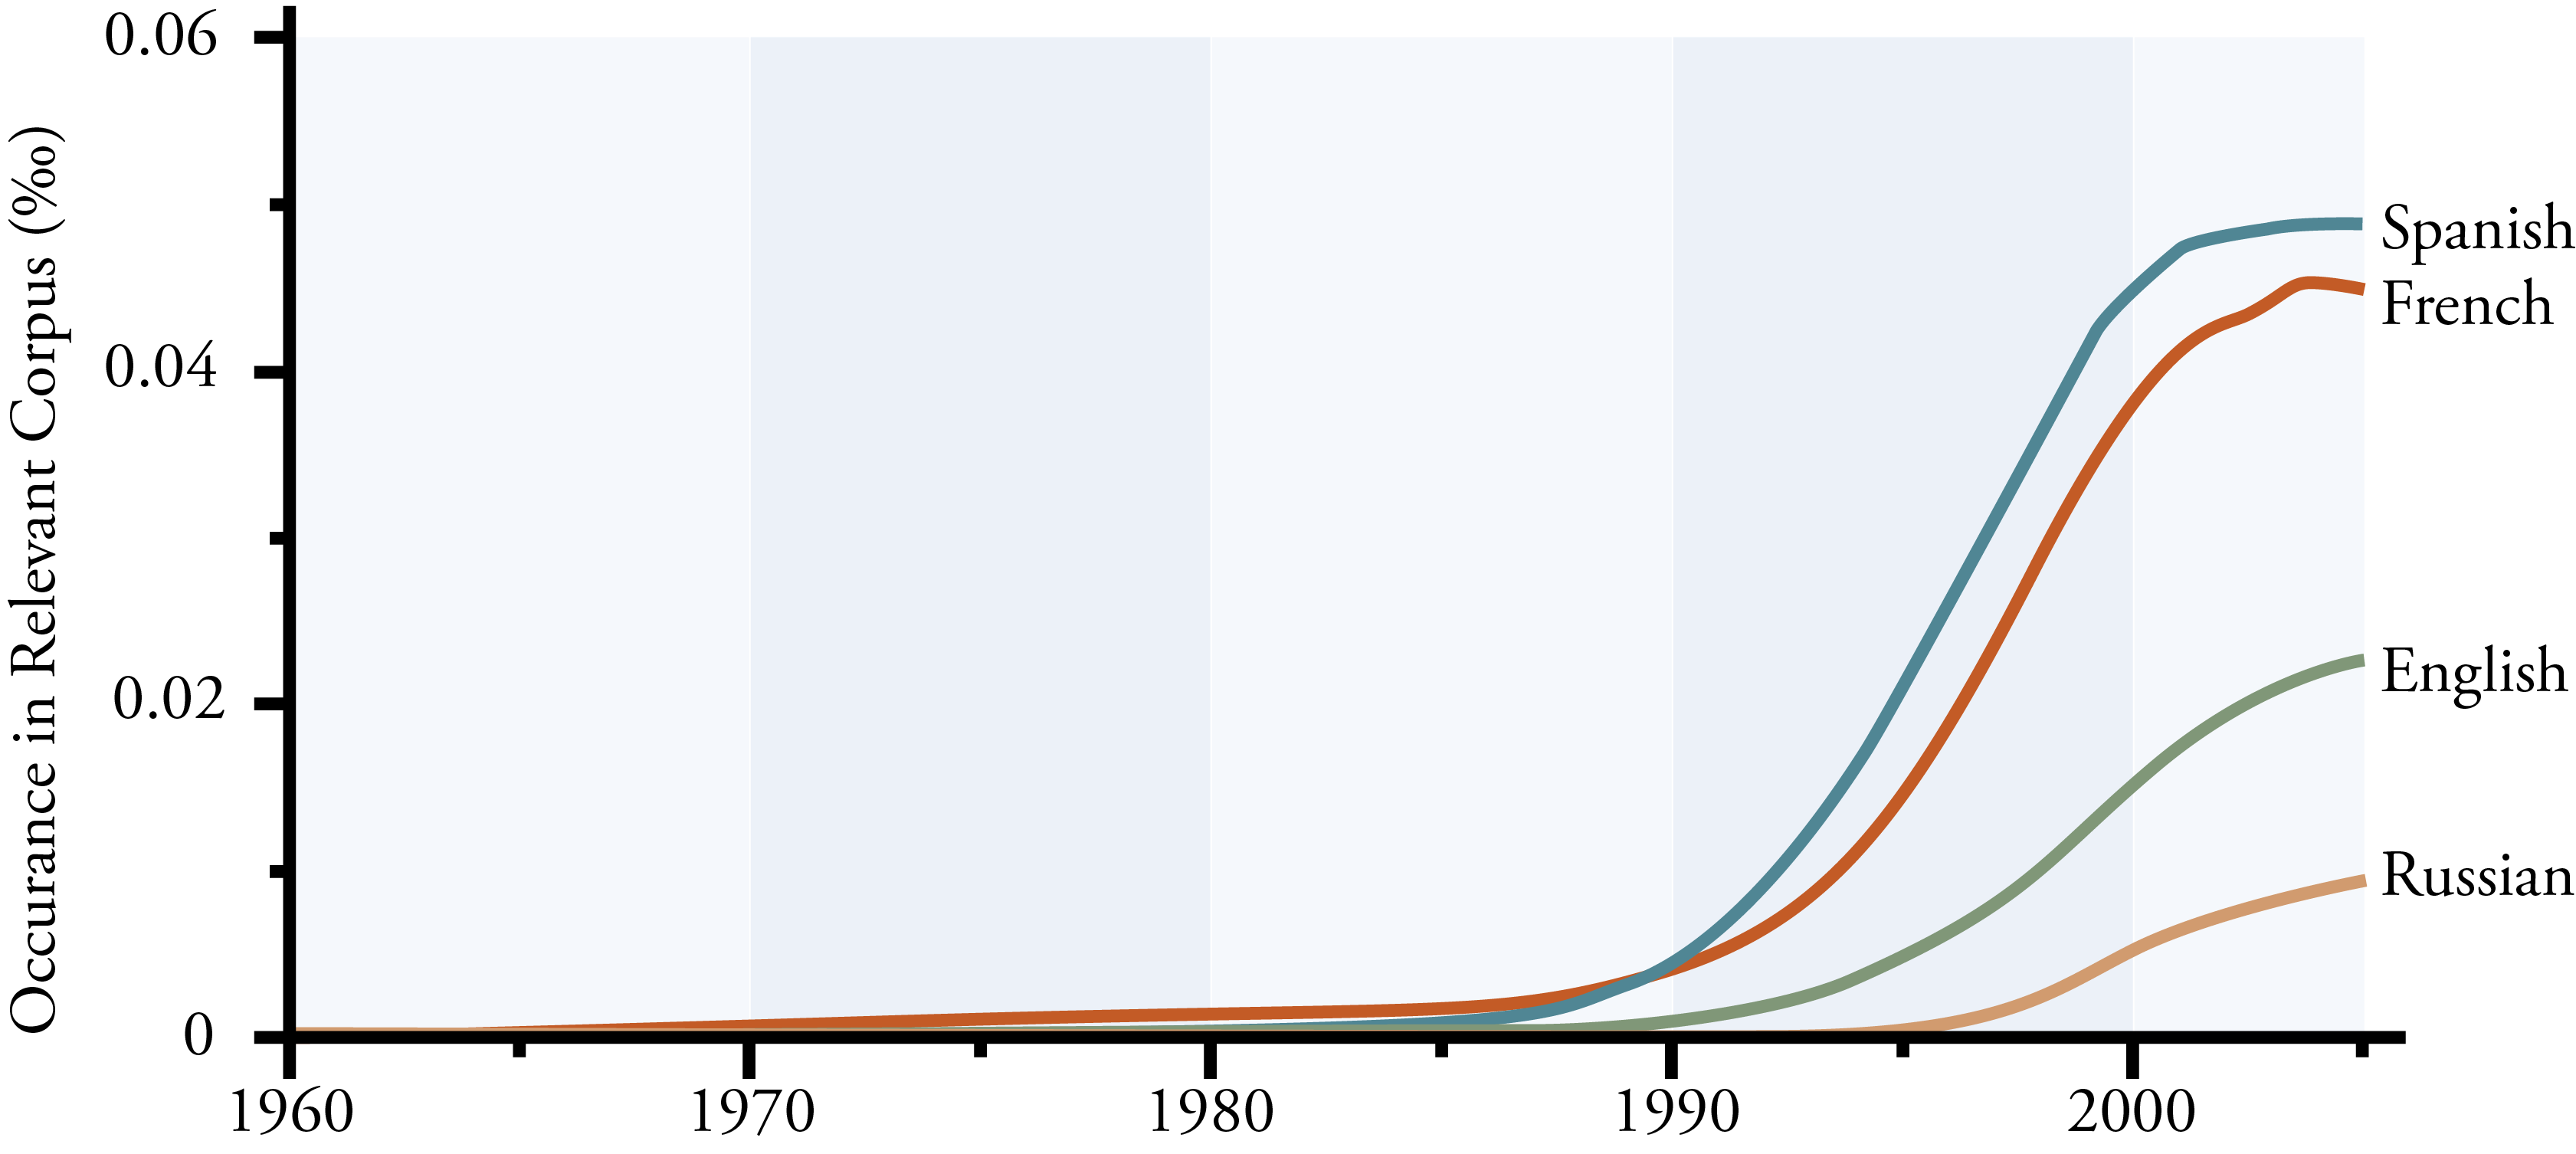 Occurance in Relevant Corpus (‰)
0.06
0.04
0.02
0
1960 1970 1980 1990 2000
Spanish
French
English
Russian